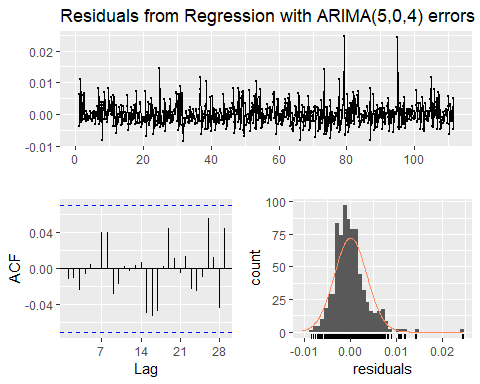 Residuals from Regression with ARIMA(5,0,4) errors
0.02
0.01
0.00
-0.01
0 20 40 60 80 100
ACF
0.04
0.00
-0.04
7 14 21 28
Lag
count
100
75
50
25
0
-0.01 0.00 0.01 0.02
residuals